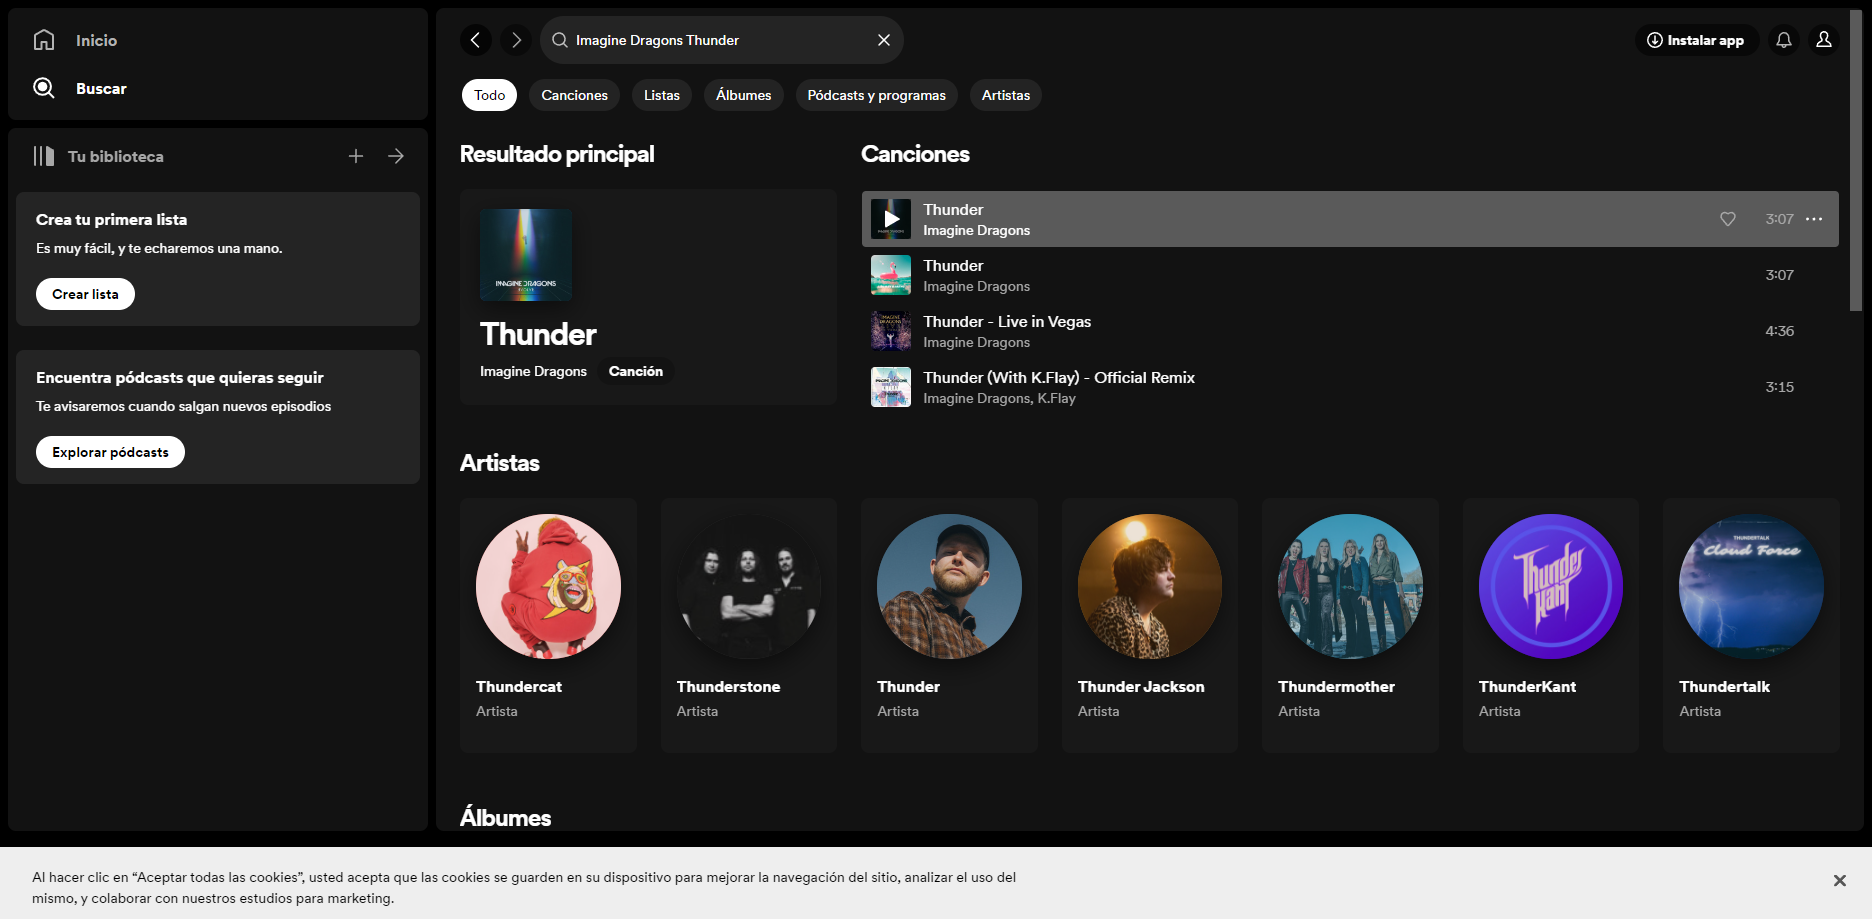 Inicio
Buscar
Tu biblioteca
Crea tu primera lista
Es muy fácil, y te echaremos una mano.
Crear lista
Encuentra pódcasts que quieras seguir
Te avisaremos cuando salgan nuevos episodios
Explorar pódcasts
Imagine Dragons Thunder
Instalar app
Todo
Canciones
Listas
Álbumes
Pódcasts y programas
Artistas
Resultado principal
IMAGINE DRAGONS
Thunder
Imagine Dragons
Canción
Canciones
Thunder
Imagine Dragons
3:07
Thunder
Imagine Dragons
3:07
Thunder - Live in Vegas
Imagine Dragons
4:36
Thunder (With K.Flay) - Official Remix
Imagine Dragons, K.Flay
3:15
Artistas
Thundercat
Artista
Thunderstone
Artista
Thunder
Artista
Thunder Jackson
Artista
Thundermother
Artista
Thunder
Kant
ThunderKant
Artista
THUNDERTALK
Cloud Force
Thundertalk
Artista
Álbumes
Al hacer clic en “Aceptar todas las cookies”, usted acepta que las cookies se guarden en su dispositivo para mejorar la navegación del sitio, analizar el uso del
mismo, y colaborar con nuestros estudios para marketing.